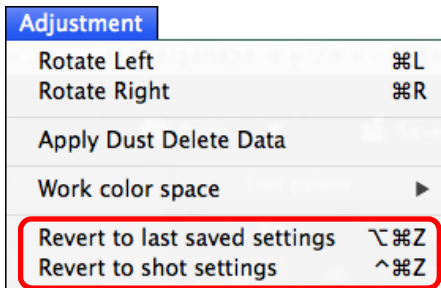 Adjustment
Rotate Left ⌘L
Rotate Right ⌘R
Apply Dust Delete Data
Work color space ▶
Revert to last saved settings ⌥⌘Z
Revert to shot settings ^⌘Z